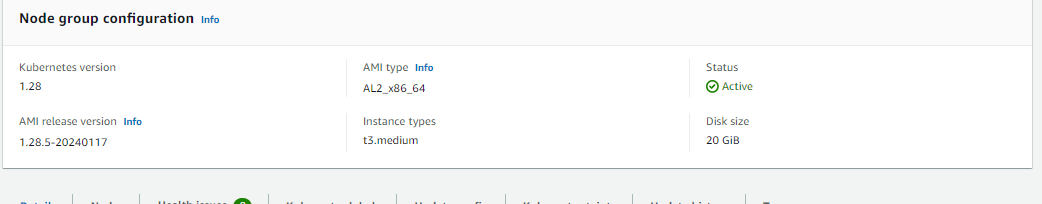 Node group configuration Info
Kubernetes version
1.28
AMI type Info
AL2_x86_64
Status
Active
AMI release version Info
1.28.5-20240117
Instance types
t3.medium
Disk size
20 GiB